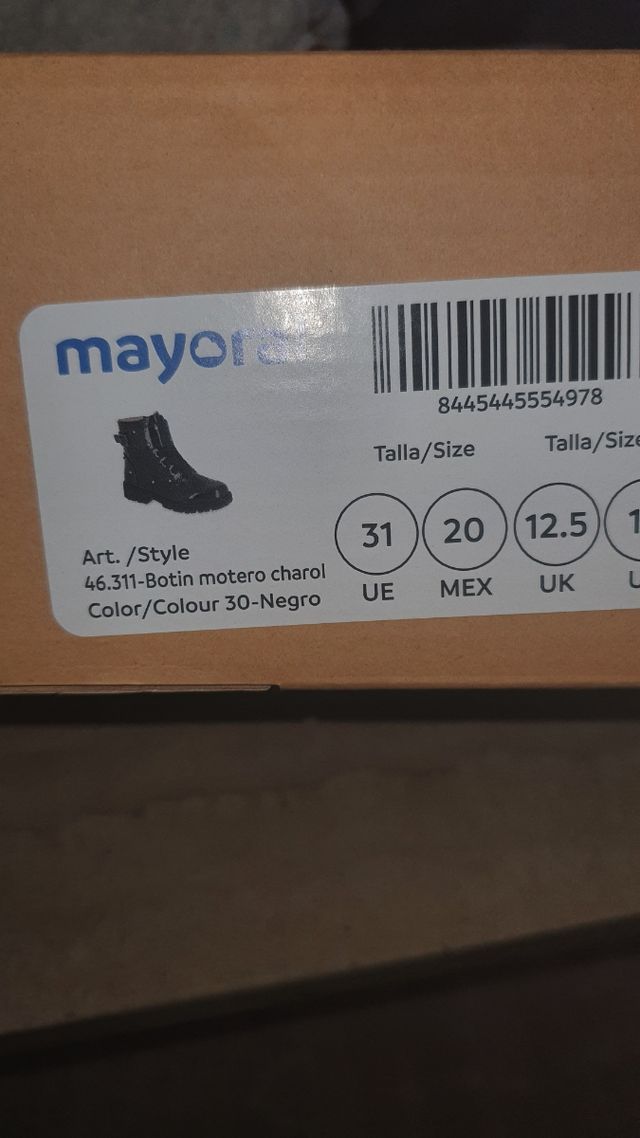 mayora
8445445554978
Talla/Size Talla/Size
31 20 12.5
UE MEX UK
Art. /Style
46.311-Botin motero charol
Color/Colour 30-Negro